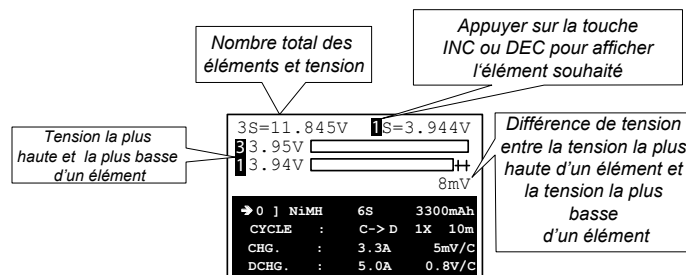 Nombre total des
éléments et tension
Appuyer sur la touche
INC ou DEC pour afficher
l'élément souhaité
Tension la plus
haute et la plus basse
d'un élément
3S=11.845V 1S=3.944V
3 3.95V
1 3.94V
8mV
Différence de tension
entre la tension la plus
haute d'un élément et
la tension la plus
basse
d'un élément
➔0 ] NiMH 6S 3300mAh
CYCLE : C->D 1X 10m
CHG. : 3.3A 5mV/C
DCHG. : 5.0A 0.8V/C